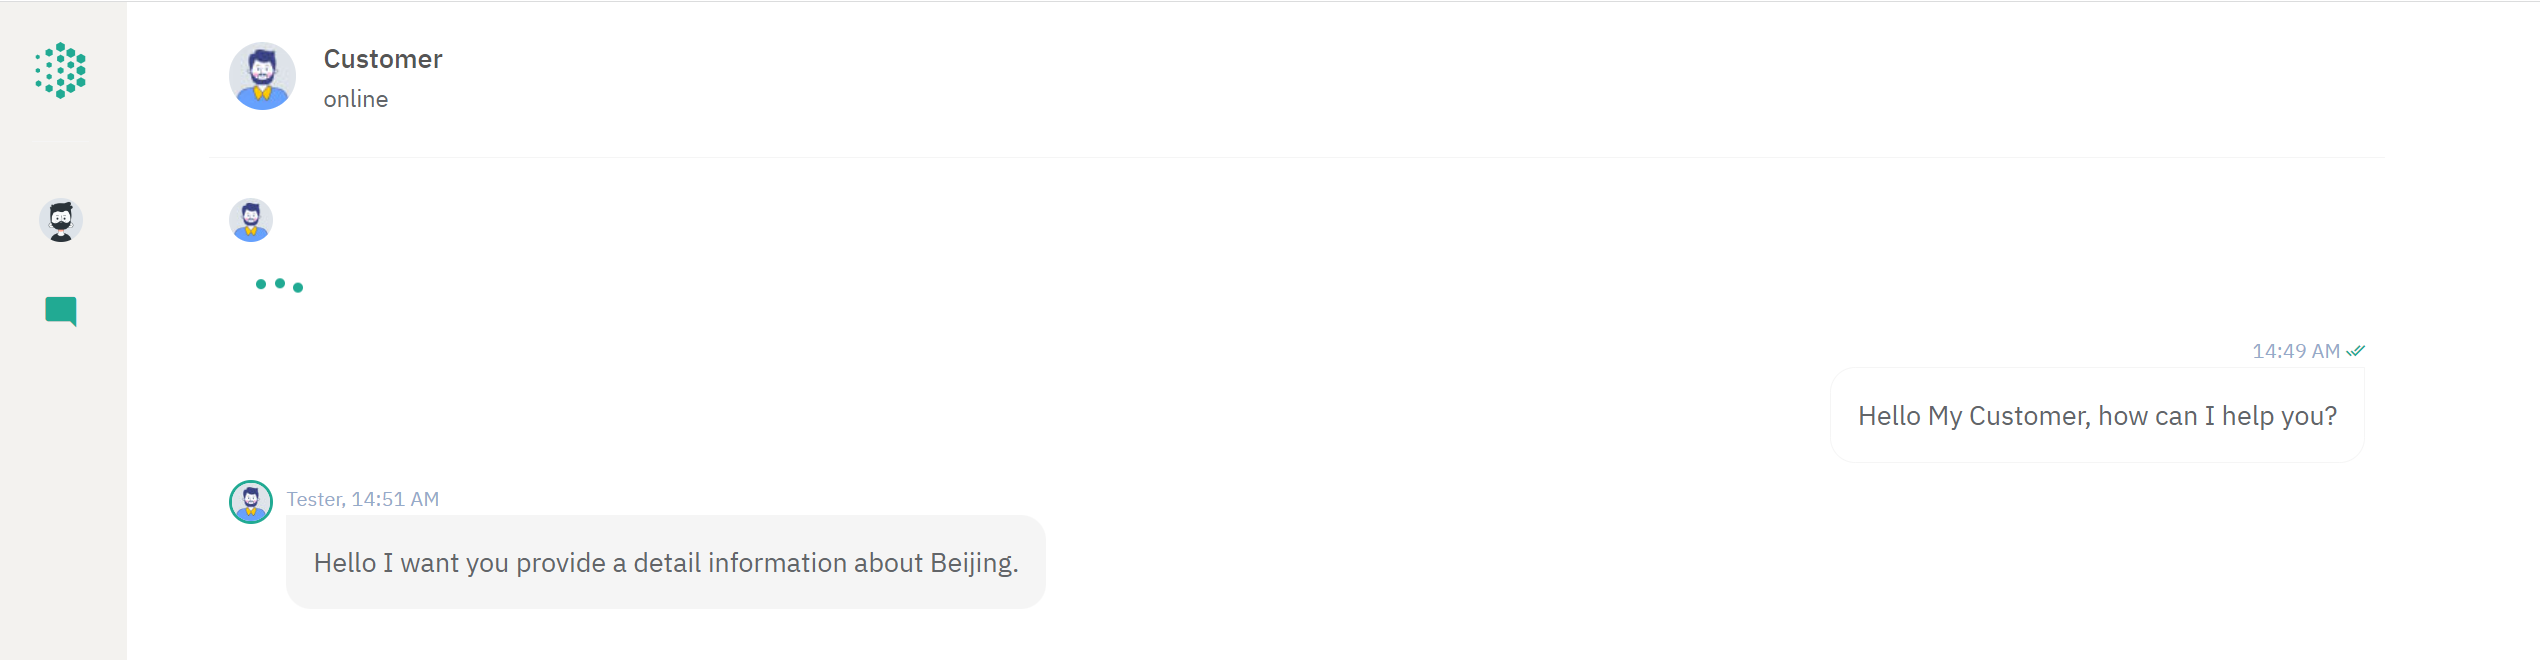 Customer
online
14:49 AM
Hello My Customer, how can I help you?
Tester, 14:51 AM
Hello I want you provide a detail information about Beijing.